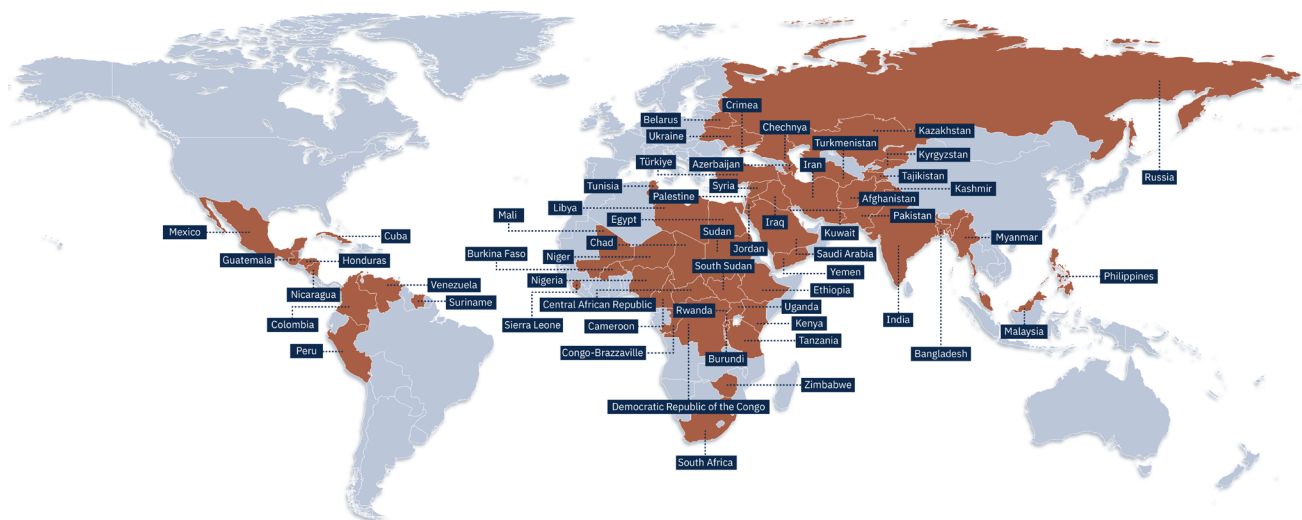 Crimea
Belarus
Chechnya
Kazakhstan
Ukraine
Turkmenistan
Kyrgyzstan
Türkiye
Azerbaijan
Iran
Tajikistan
Russia
Tunisia
Syria
Kashmir
Palestine
Afghanistan
Libya
Mali
Egypt
Iraq
Pakistan
Mexico
Sudan
Kuwait
Cuba
Chad
Jordan
Myanmar
Burkina Faso
Niger
Saudi Arabia
Guatemala
Honduras
South Sudan
Yemen
Philippines
Nigeria
Venezuela
Ethiopia
Nicaragua
Suriname
Central African Republic
Uganda
Rwanda
India
Colombia
Sierra Leone
Cameroon
Kenya
Malaysia
Tanzania
Peru
Congo-Brazzaville
Burundi
Bangladesh
Zimbabwe
Democratic Republic of the Congo
South Africa